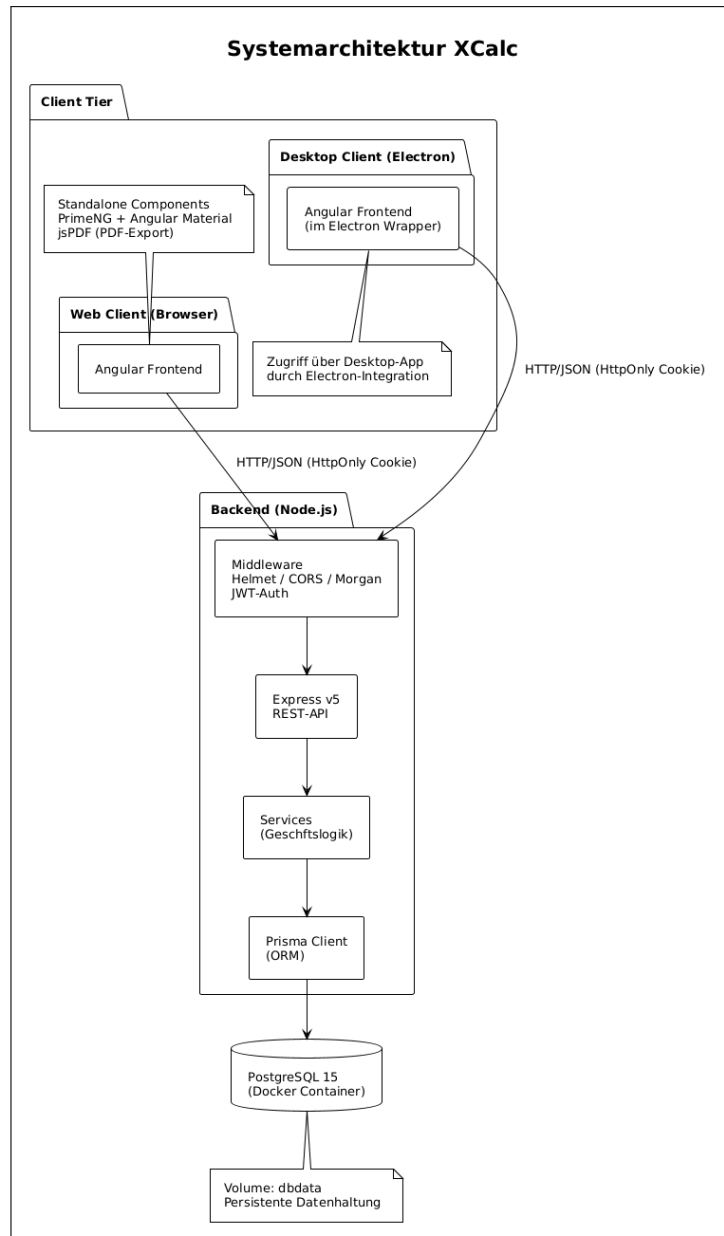 Systemarchitektur XCalc
Client Tier
Desktop Client (Electron)
Angular Frontend
(im Electron Wrapper)
Standalone Components
PrimeNG + Angular Material
jsPDF (PDF-Export)
Web Client (Browser)
Angular Frontend
Zugriff über Desktop-App
durch Electron-Integration
HTTP/JSON (HttpOnly Cookie)
HTTP/JSON (HttpOnly Cookie)
Backend (Node.js)
Middleware
Helmet / CORS / Morgan
JWT-Auth
Express v5
REST-API
Services
(Geschftslogik)
Prisma Client
(ORM)
PostgreSQL 15
(Docker Container)
Volume: dbdata
Persistente Datenhaltung